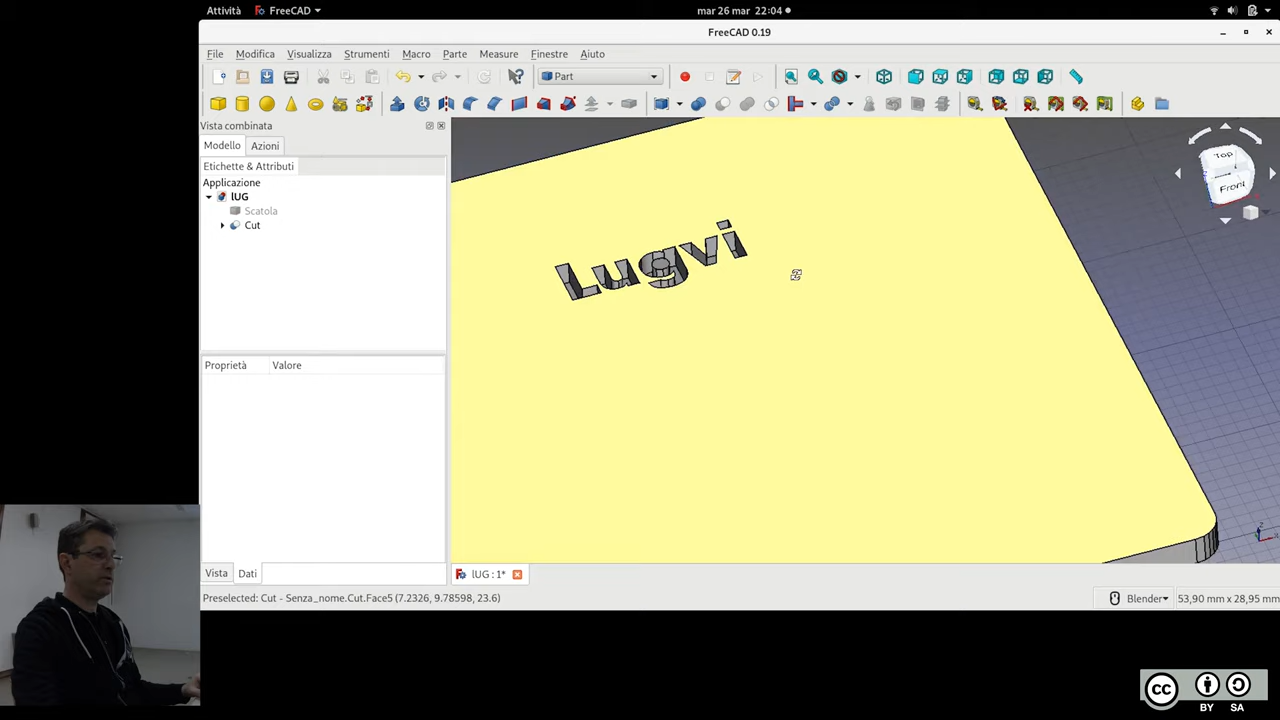 Attività
FreeCAD
mar 26 mar 22:04
FreeCAD 0.19
File Modifica Visualizza Strumenti Macro Parte Measure Finestre Aiuto
Part
Vista combinata
Modello Azioni
Etichette & Attributi
Applicazione
lUG
Scatola
Cut
Proprietà Valore
Lugvi
Top
Front
Vista Dati
lUG : 1*
Preselected: Cut - Senza_nome.Cut.Face5 (7.2326, 9.78598, 23.6)
Blender
53,90 mm x 28,95 mm
CC
BY SA